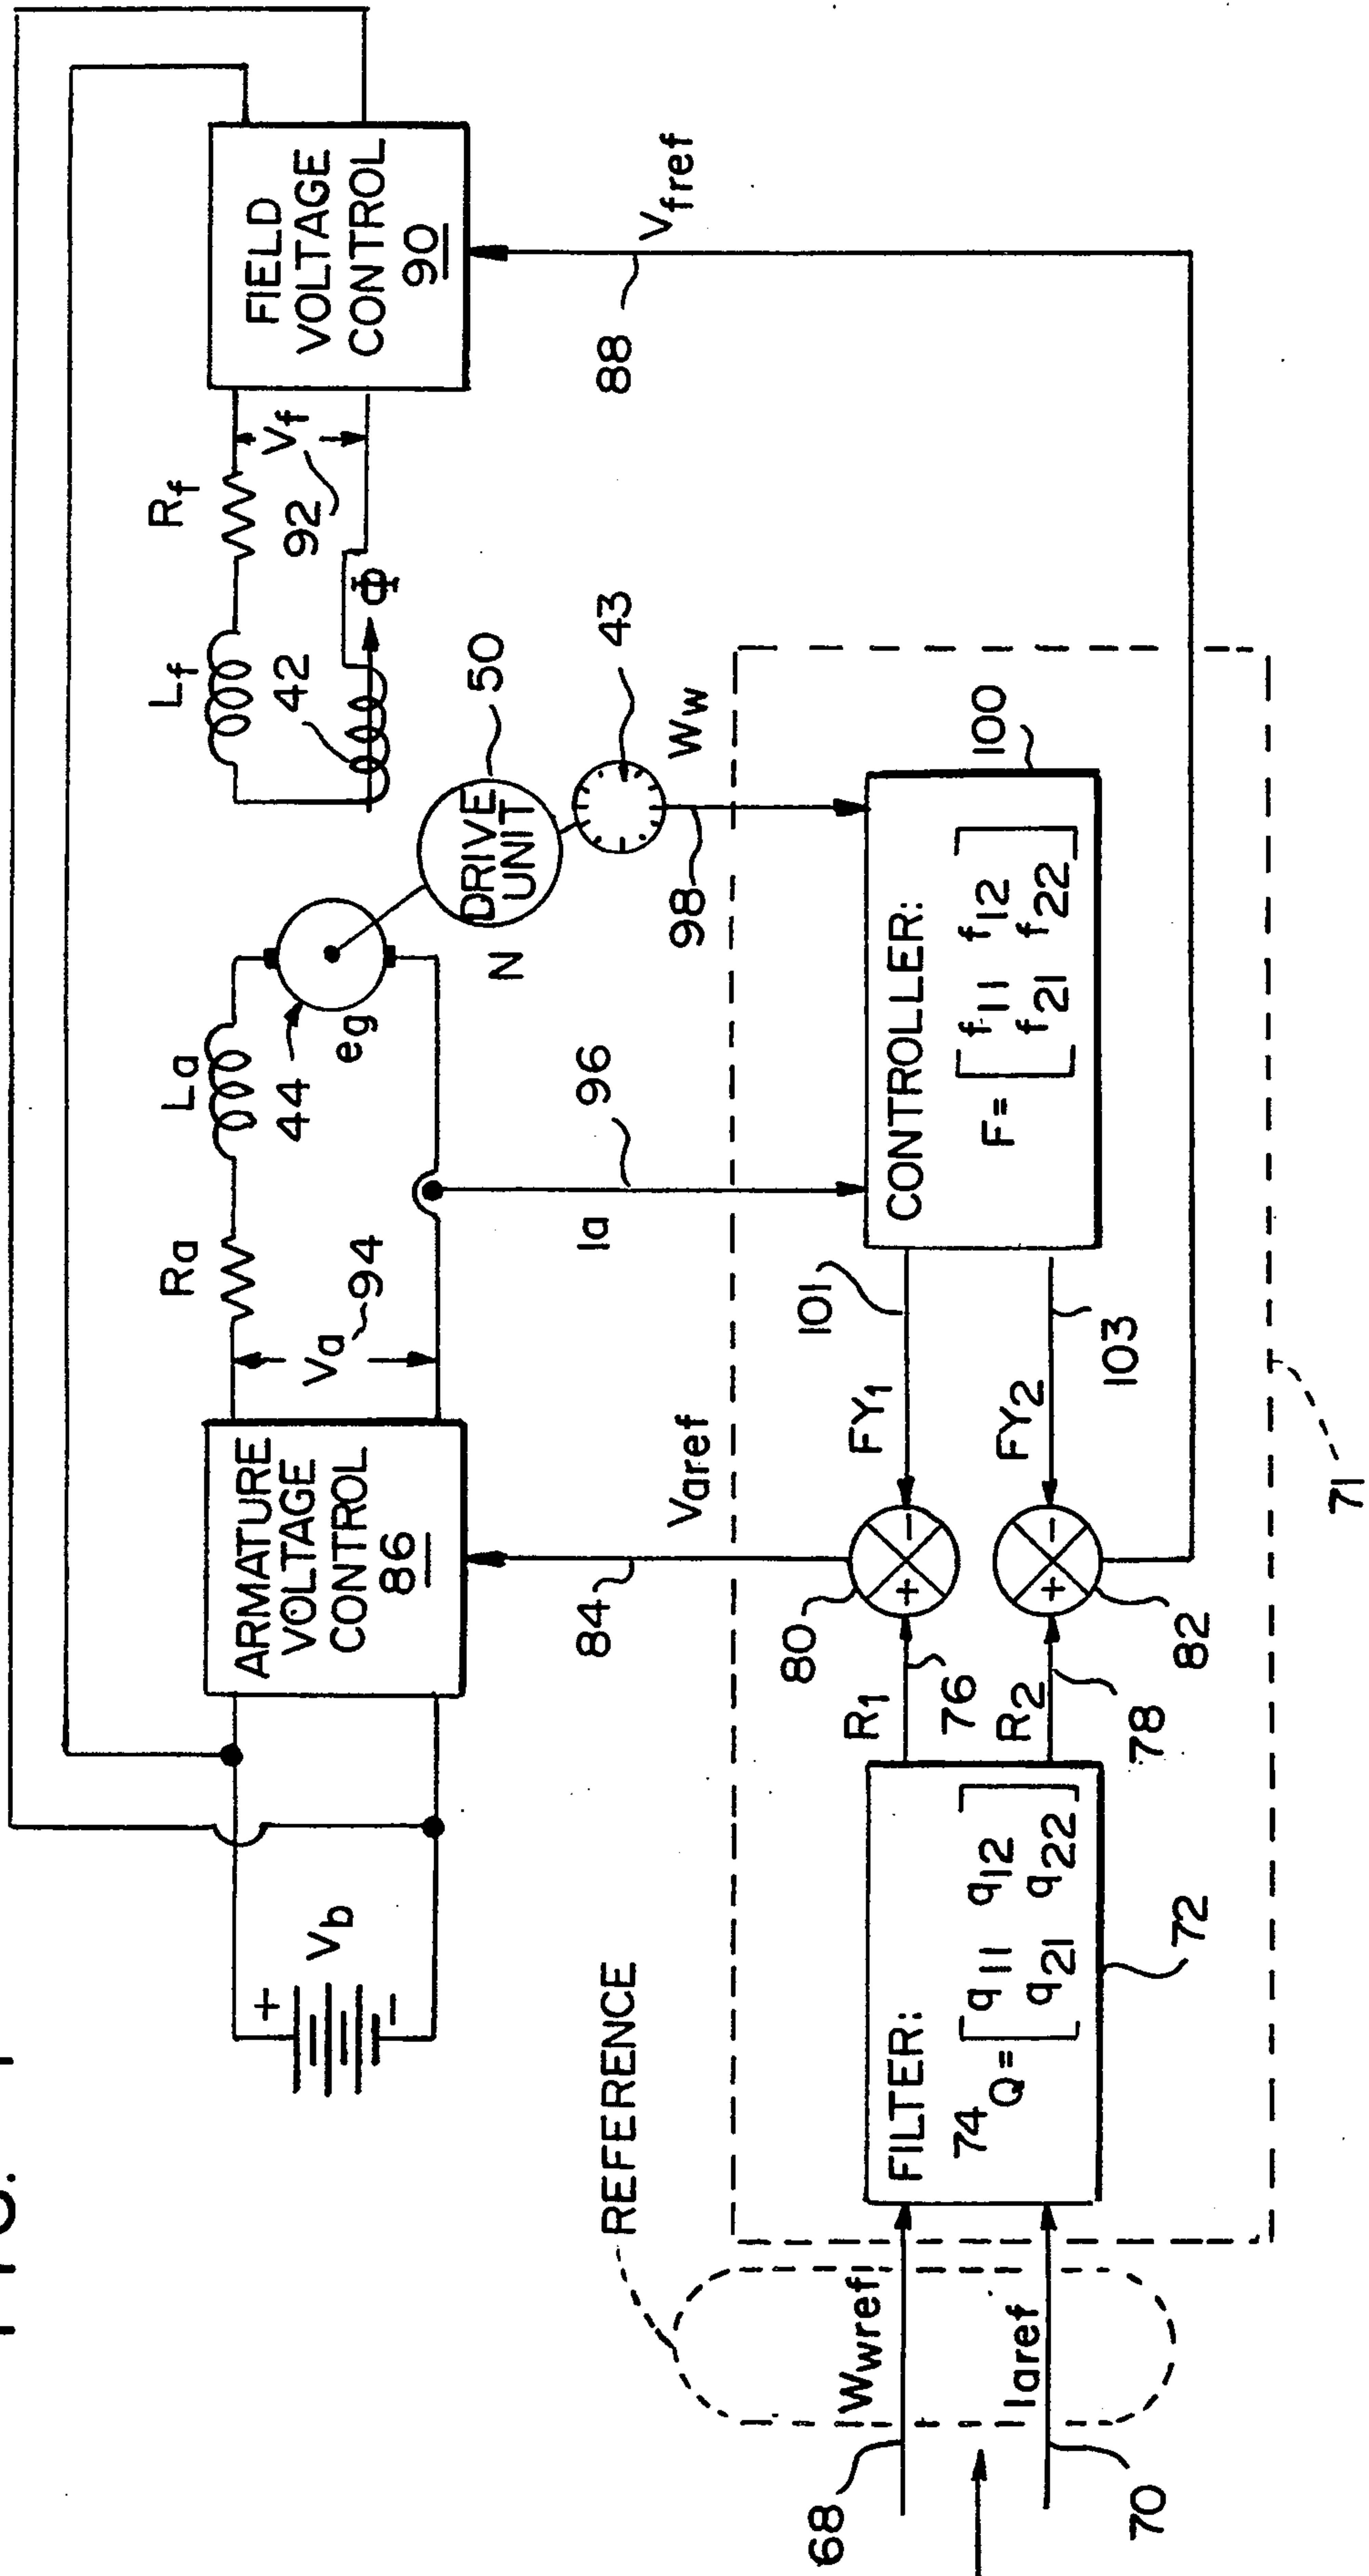 Vb
+
−
ARMATURE
VOLTAGE
CONTROL
86
Va
94
Ra
La
44
eg
DRIVE
UNIT
50
N
43
Lf
42
Φ
Rf
92
Vf
FIELD
VOLTAGE
CONTROL
90
Vfref
88
Varef
84
Ia
96
Ww
98
REFERENCE
68
Wwref
70
Iaref
FILTER:
74
Q = [ q11 q12
q21 q22 ]
72
R1
76
R2
78
80
+ −
82
+ −
FY1
101
FY2
103
CONTROLLER:
F = [ f11 f12
f21 f22 ]
100
71